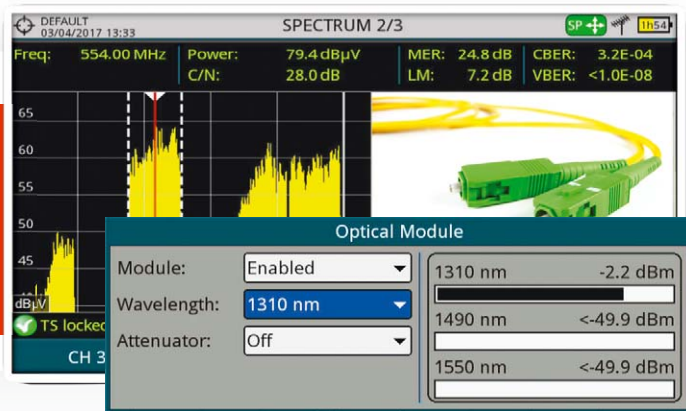 DEFAULT
03/04/2017 13:33
SPECTRUM 2/3
SP
1h54
Freq: 554.00 MHz Power: 79.4 dBµV MER: 24.8 dB CBER: 3.2E-04
C/N: 28.0 dB LM: 7.2 dB VBER: <1.0E-08
65
60
55
50
45
dBµV
TS locked
CH 3
Optical Module
Module: Enabled
Wavelength: 1310 nm
Attenuator: Off
1310 nm -2.2 dBm
1490 nm <-49.9 dBm
1550 nm <-49.9 dBm